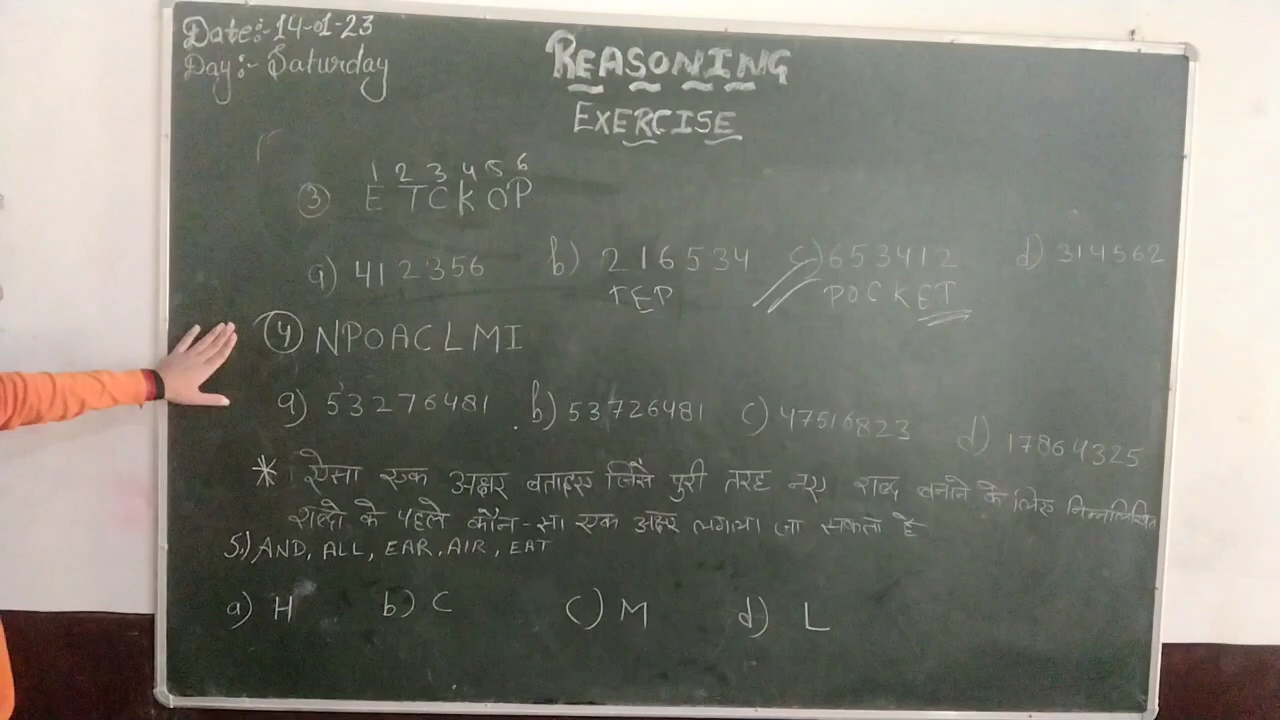 Date:- 14-01-23
Day:- Saturday
REASONING
EXERCISE
1 2 3 4 5 6
③ E T C K O P
a) 412356 b) 216534 c) 653412 d) 314562
TEP POCKET
④ NPOACLMI
a) 53276481 b) 53726481 c) 47516823 d) 17864325
* ऐसा एक अक्षर बताइए जिसे पुरी तरह नए शब्द बनाने के लिए निम्नलिखित
शब्दो के पहले कौन-सा एक अक्षर लगाया जा सकता है
5.) AND, ALL, EAR, AIR, EAT
a) H b) C c) M d) L